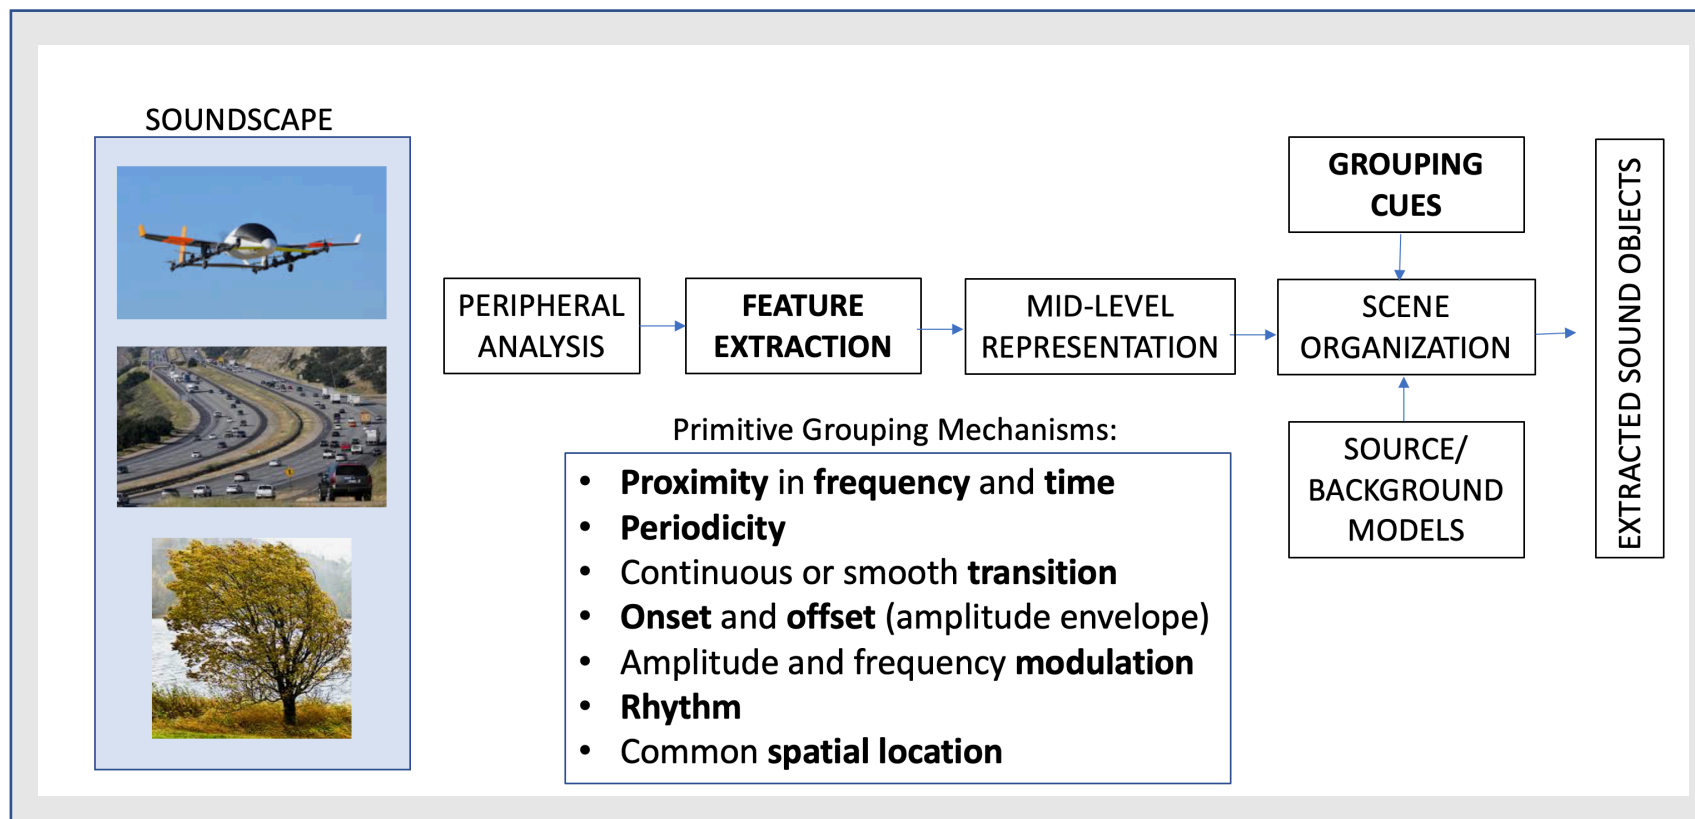 SOUNDSCAPE
PERIPHERAL
ANALYSIS
FEATURE
EXTRACTION
MID-LEVEL
REPRESENTATION
GROUPING
CUES
SCENE
ORGANIZATION
SOURCE/
BACKGROUND
MODELS
EXTRACTED SOUND OBJECTS
Primitive Grouping Mechanisms:
• Proximity in frequency and time
• Periodicity
• Continuous or smooth transition
• Onset and offset (amplitude envelope)
• Amplitude and frequency modulation
• Rhythm
• Common spatial location